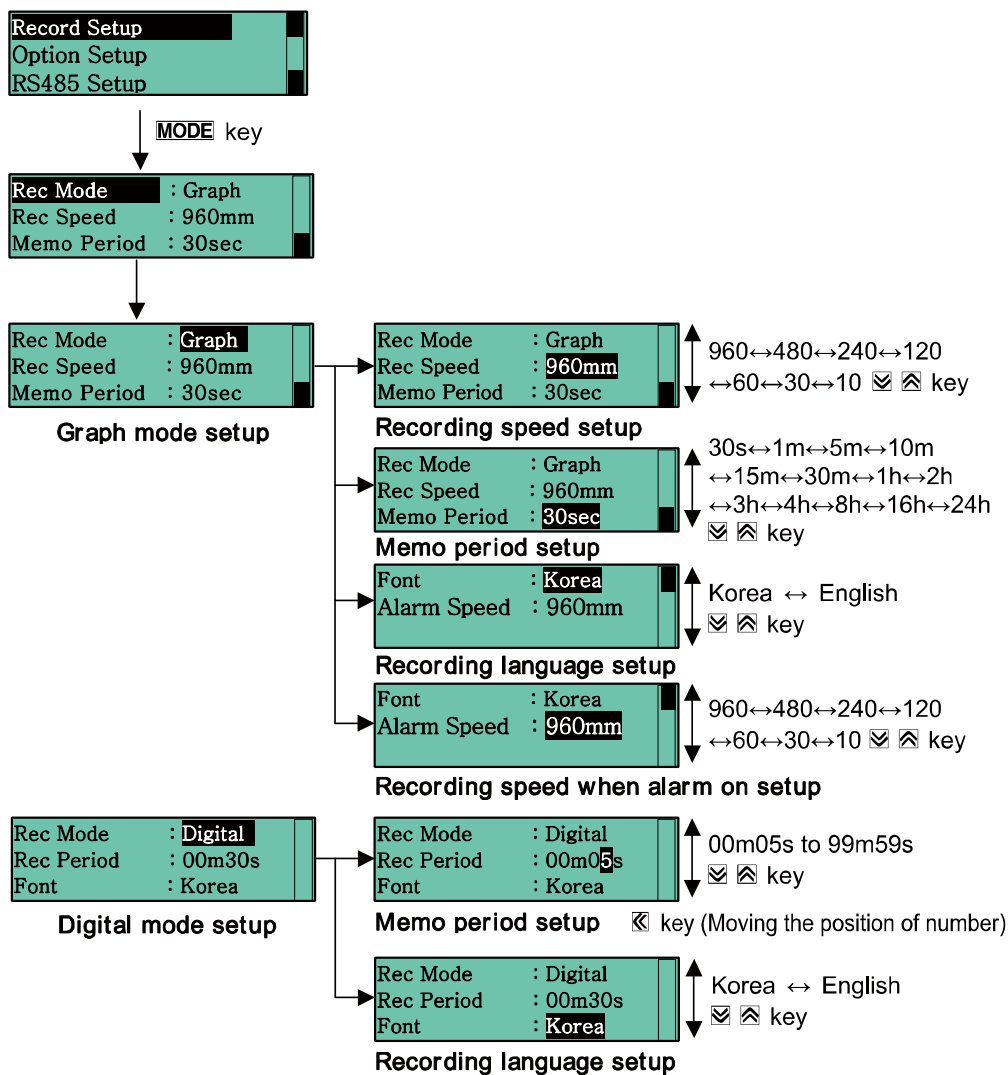 Record Setup
Option Setup
RS485 Setup
MODE key
Rec Mode : Graph
Rec Speed : 960mm
Memo Period : 30sec
Rec Mode : Graph
Rec Speed : 960mm
Memo Period : 30sec
Graph mode setup
Rec Mode : Graph
Rec Speed : 960mm
Memo Period : 30sec
960↔480↔240↔120
↔60↔30↔10 key
Recording speed setup
Rec Mode : Graph
Rec Speed : 960mm
Memo Period : 30sec
30s↔1m↔5m↔10m
↔15m↔30m↔1h↔2h
↔3h↔4h↔8h↔16h↔24h
key
Memo period setup
Font : Korea
Alarm Speed : 960mm
Korea ↔ English
key
Recording language setup
Font : Korea
Alarm Speed : 960mm
960↔480↔240↔120
↔60↔30↔10 key
Recording speed when alarm on setup
Rec Mode : Digital
Rec Period : 00m30s
Font : Korea
Digital mode setup
Rec Mode : Digital
Rec Period : 00m05s
Font : Korea
00m05s to 99m59s
key
Memo period setup key (Moving the position of number)
Rec Mode : Digital
Rec Period : 00m30s
Font : Korea
Korea ↔ English
key
Recording language setup